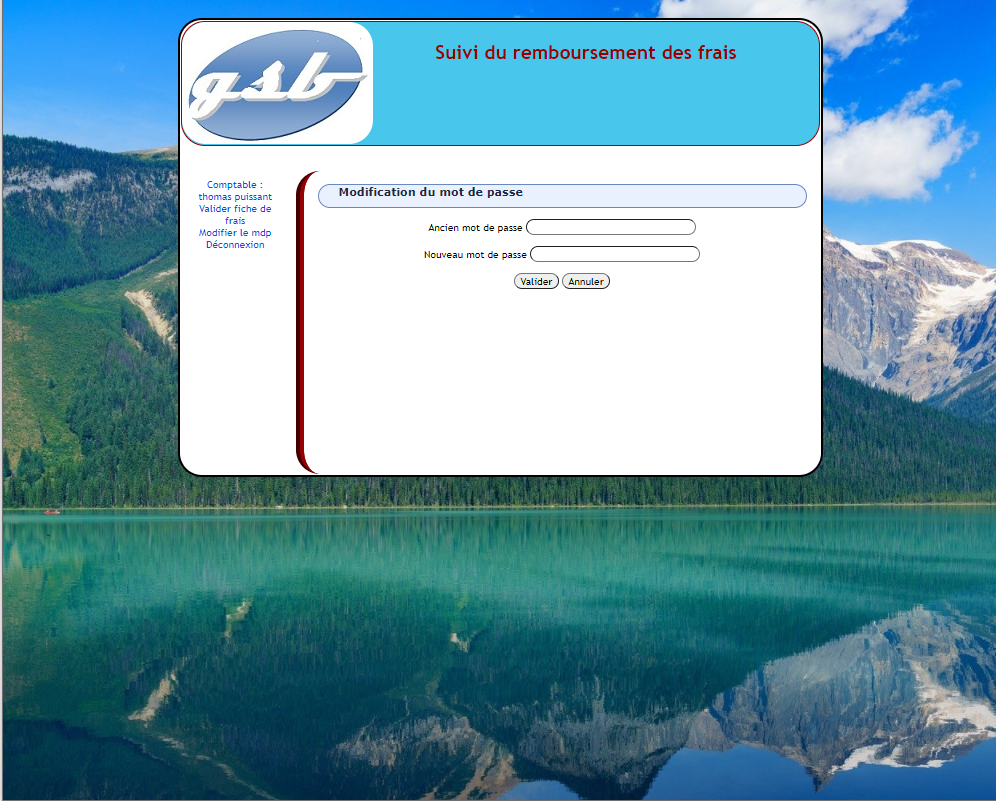 gsb
Suivi du remboursement des frais
Comptable :
thomas puissant
Valider fiche de
frais
Modifier le mdp
Déconnexion
Modification du mot de passe
Ancien mot de passe
Nouveau mot de passe
Valider Annuler